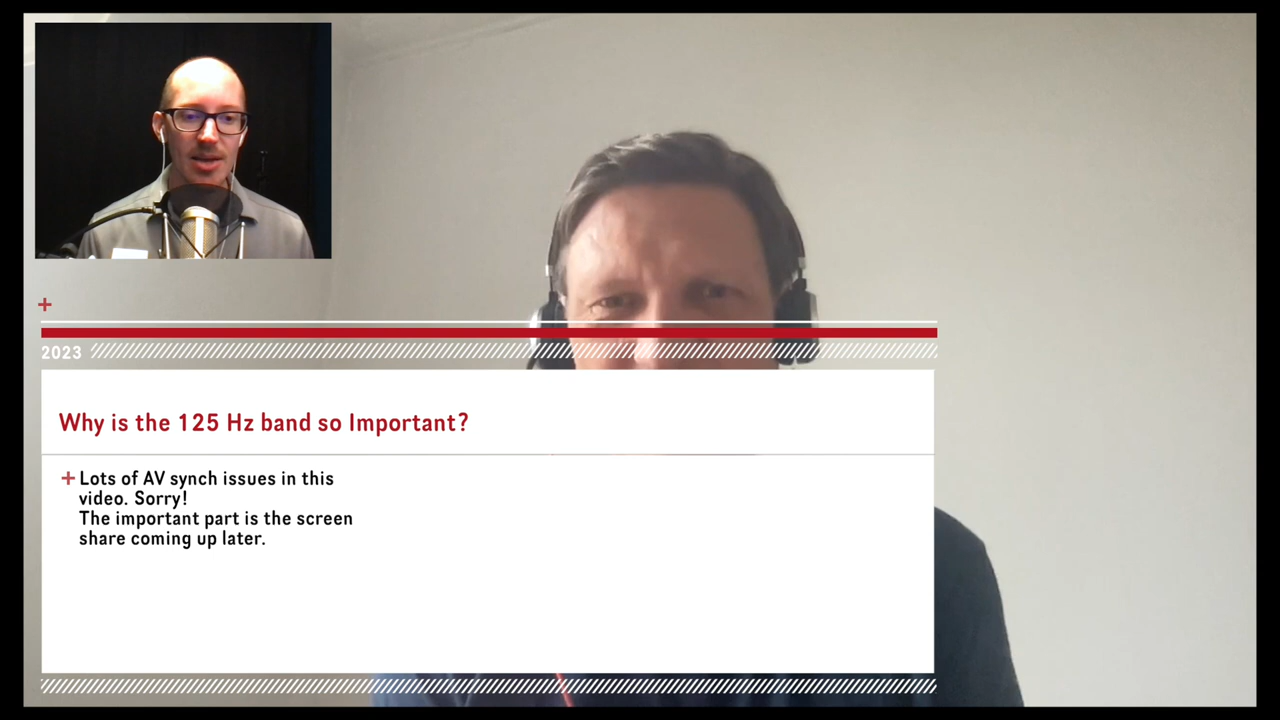 2023
Why is the 125 Hz band so Important?
+ Lots of AV synch issues in this
video. Sorry!
The important part is the screen
share coming up later.